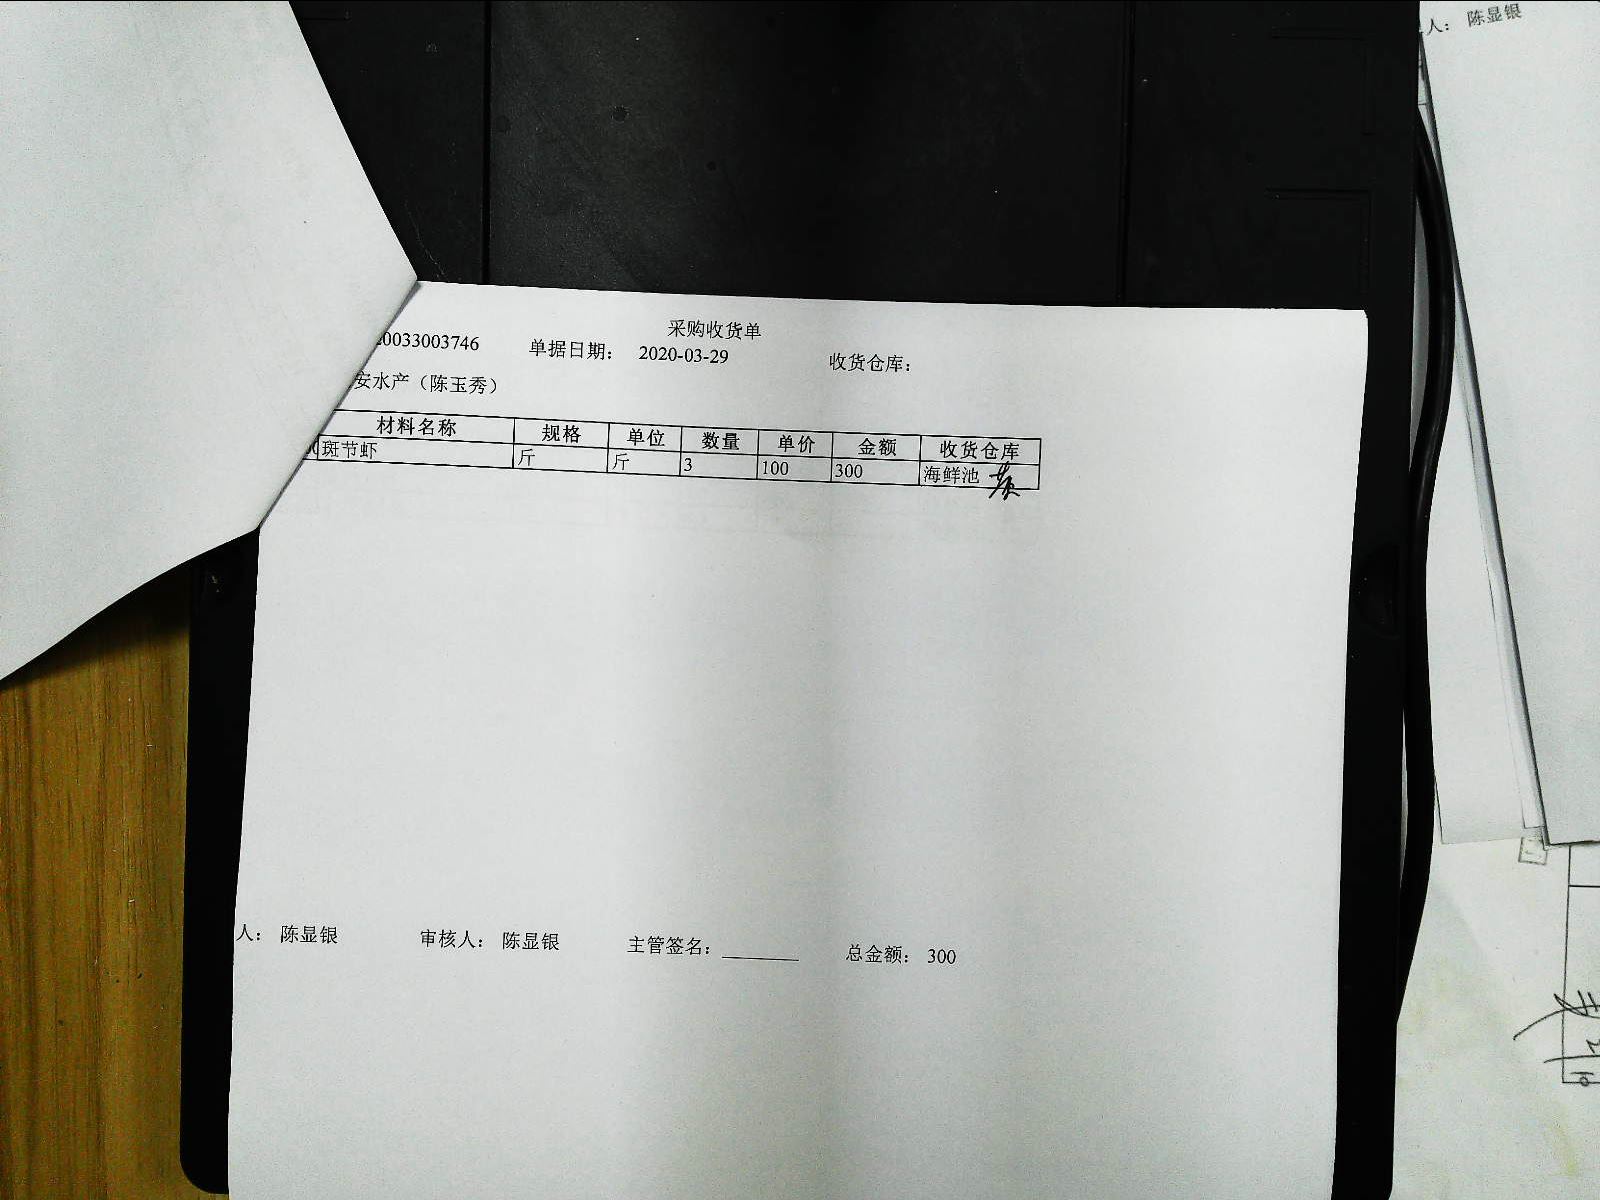 人： 陈显银
采购收货单
20033003746 单据日期： 2020-03-29 收货仓库：
安水产（陈玉秀）
材料名称 规格 单位 数量 单价 金额 收货仓库
斑节虾 斤 斤 3 100 300 海鲜池
人： 陈显银 审核人： 陈显银 主管签名： 总金额： 300